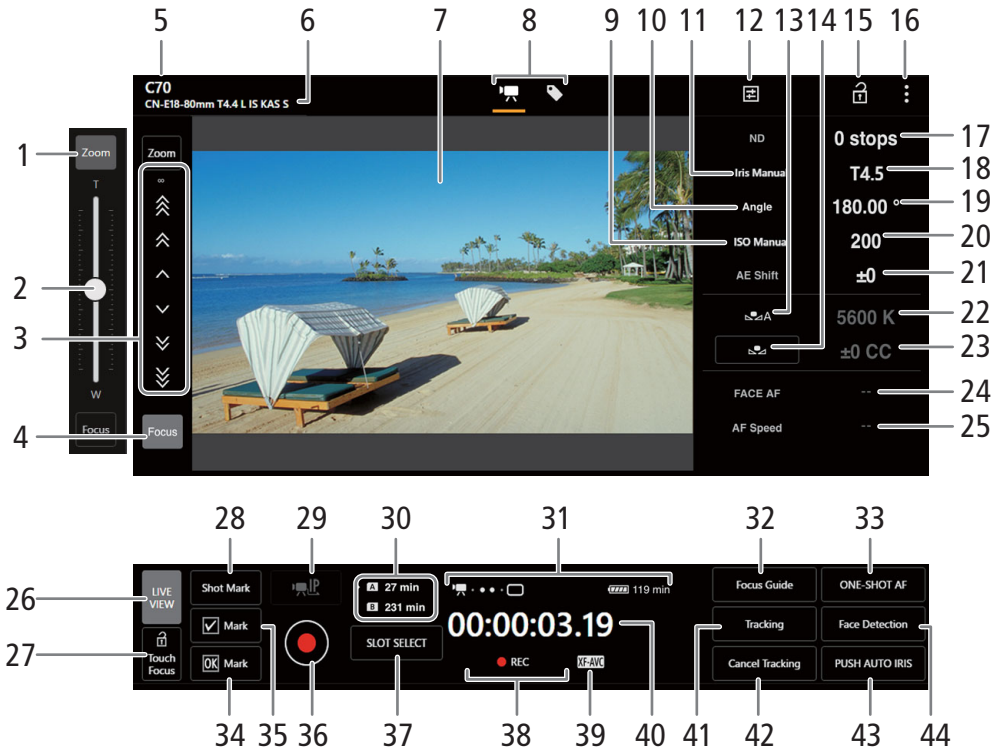 5 6 7 8 9 10 11 12 13 14 15 16
C70
CN-E18-80mm T4.4 L IS KAS S
1 Zoom
T
2
W
Focus
Zoom
∞
3
4 Focus
ND 0 stops 17
Iris Manual T4.5 18
Angle 180.00 ° 19
ISO Manual 200 20
AE Shift ±0 21
A 5600 K 22
±0 CC 23
FACE AF -- 24
AF Speed -- 25
28 29 30 31 32 33
26 LIVE VIEW
27 Touch Focus
Shot Mark
Mark
OK Mark
IP
A 27 min
B 231 min
SLOT SELECT
119 min
00:00:03.19
REC XF-AVC
Focus Guide ONE-SHOT AF
Tracking Face Detection
Cancel Tracking PUSH AUTO IRIS
34 35 36 37 38 39 40 41 42 43 44